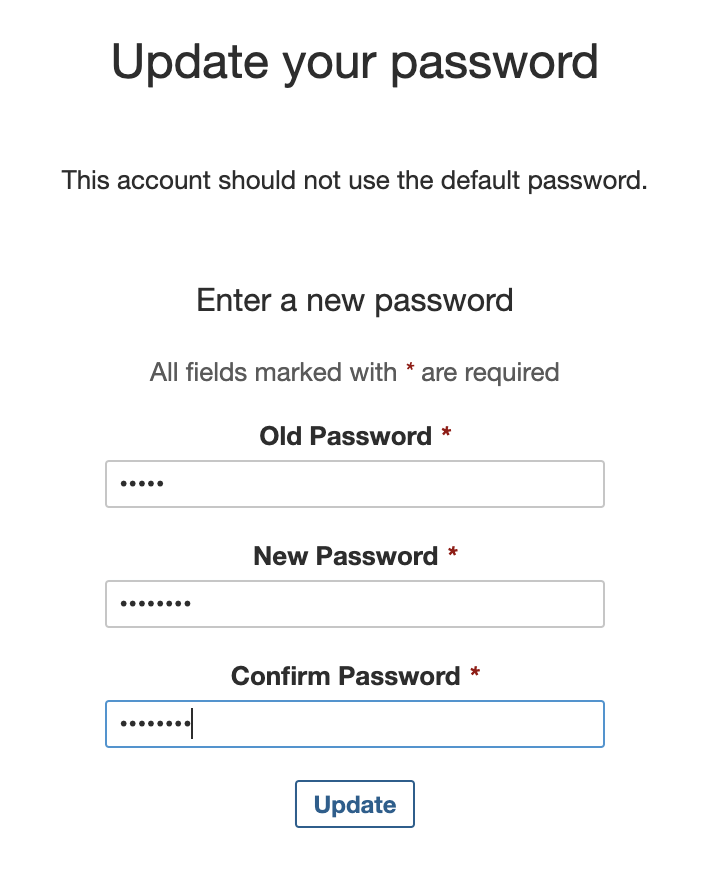 Update your password
This account should not use the default password.
Enter a new password
All fields marked with * are required
Old Password *
•••••
New Password *
••••••••
Confirm Password *
••••••••
Update